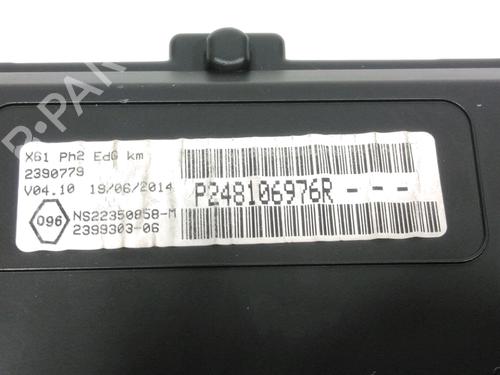 X61 Ph2 EdG km
2390779
V04.10 19/06/2014
P248106976R - - -
096
NS22350858-M
2399303-06